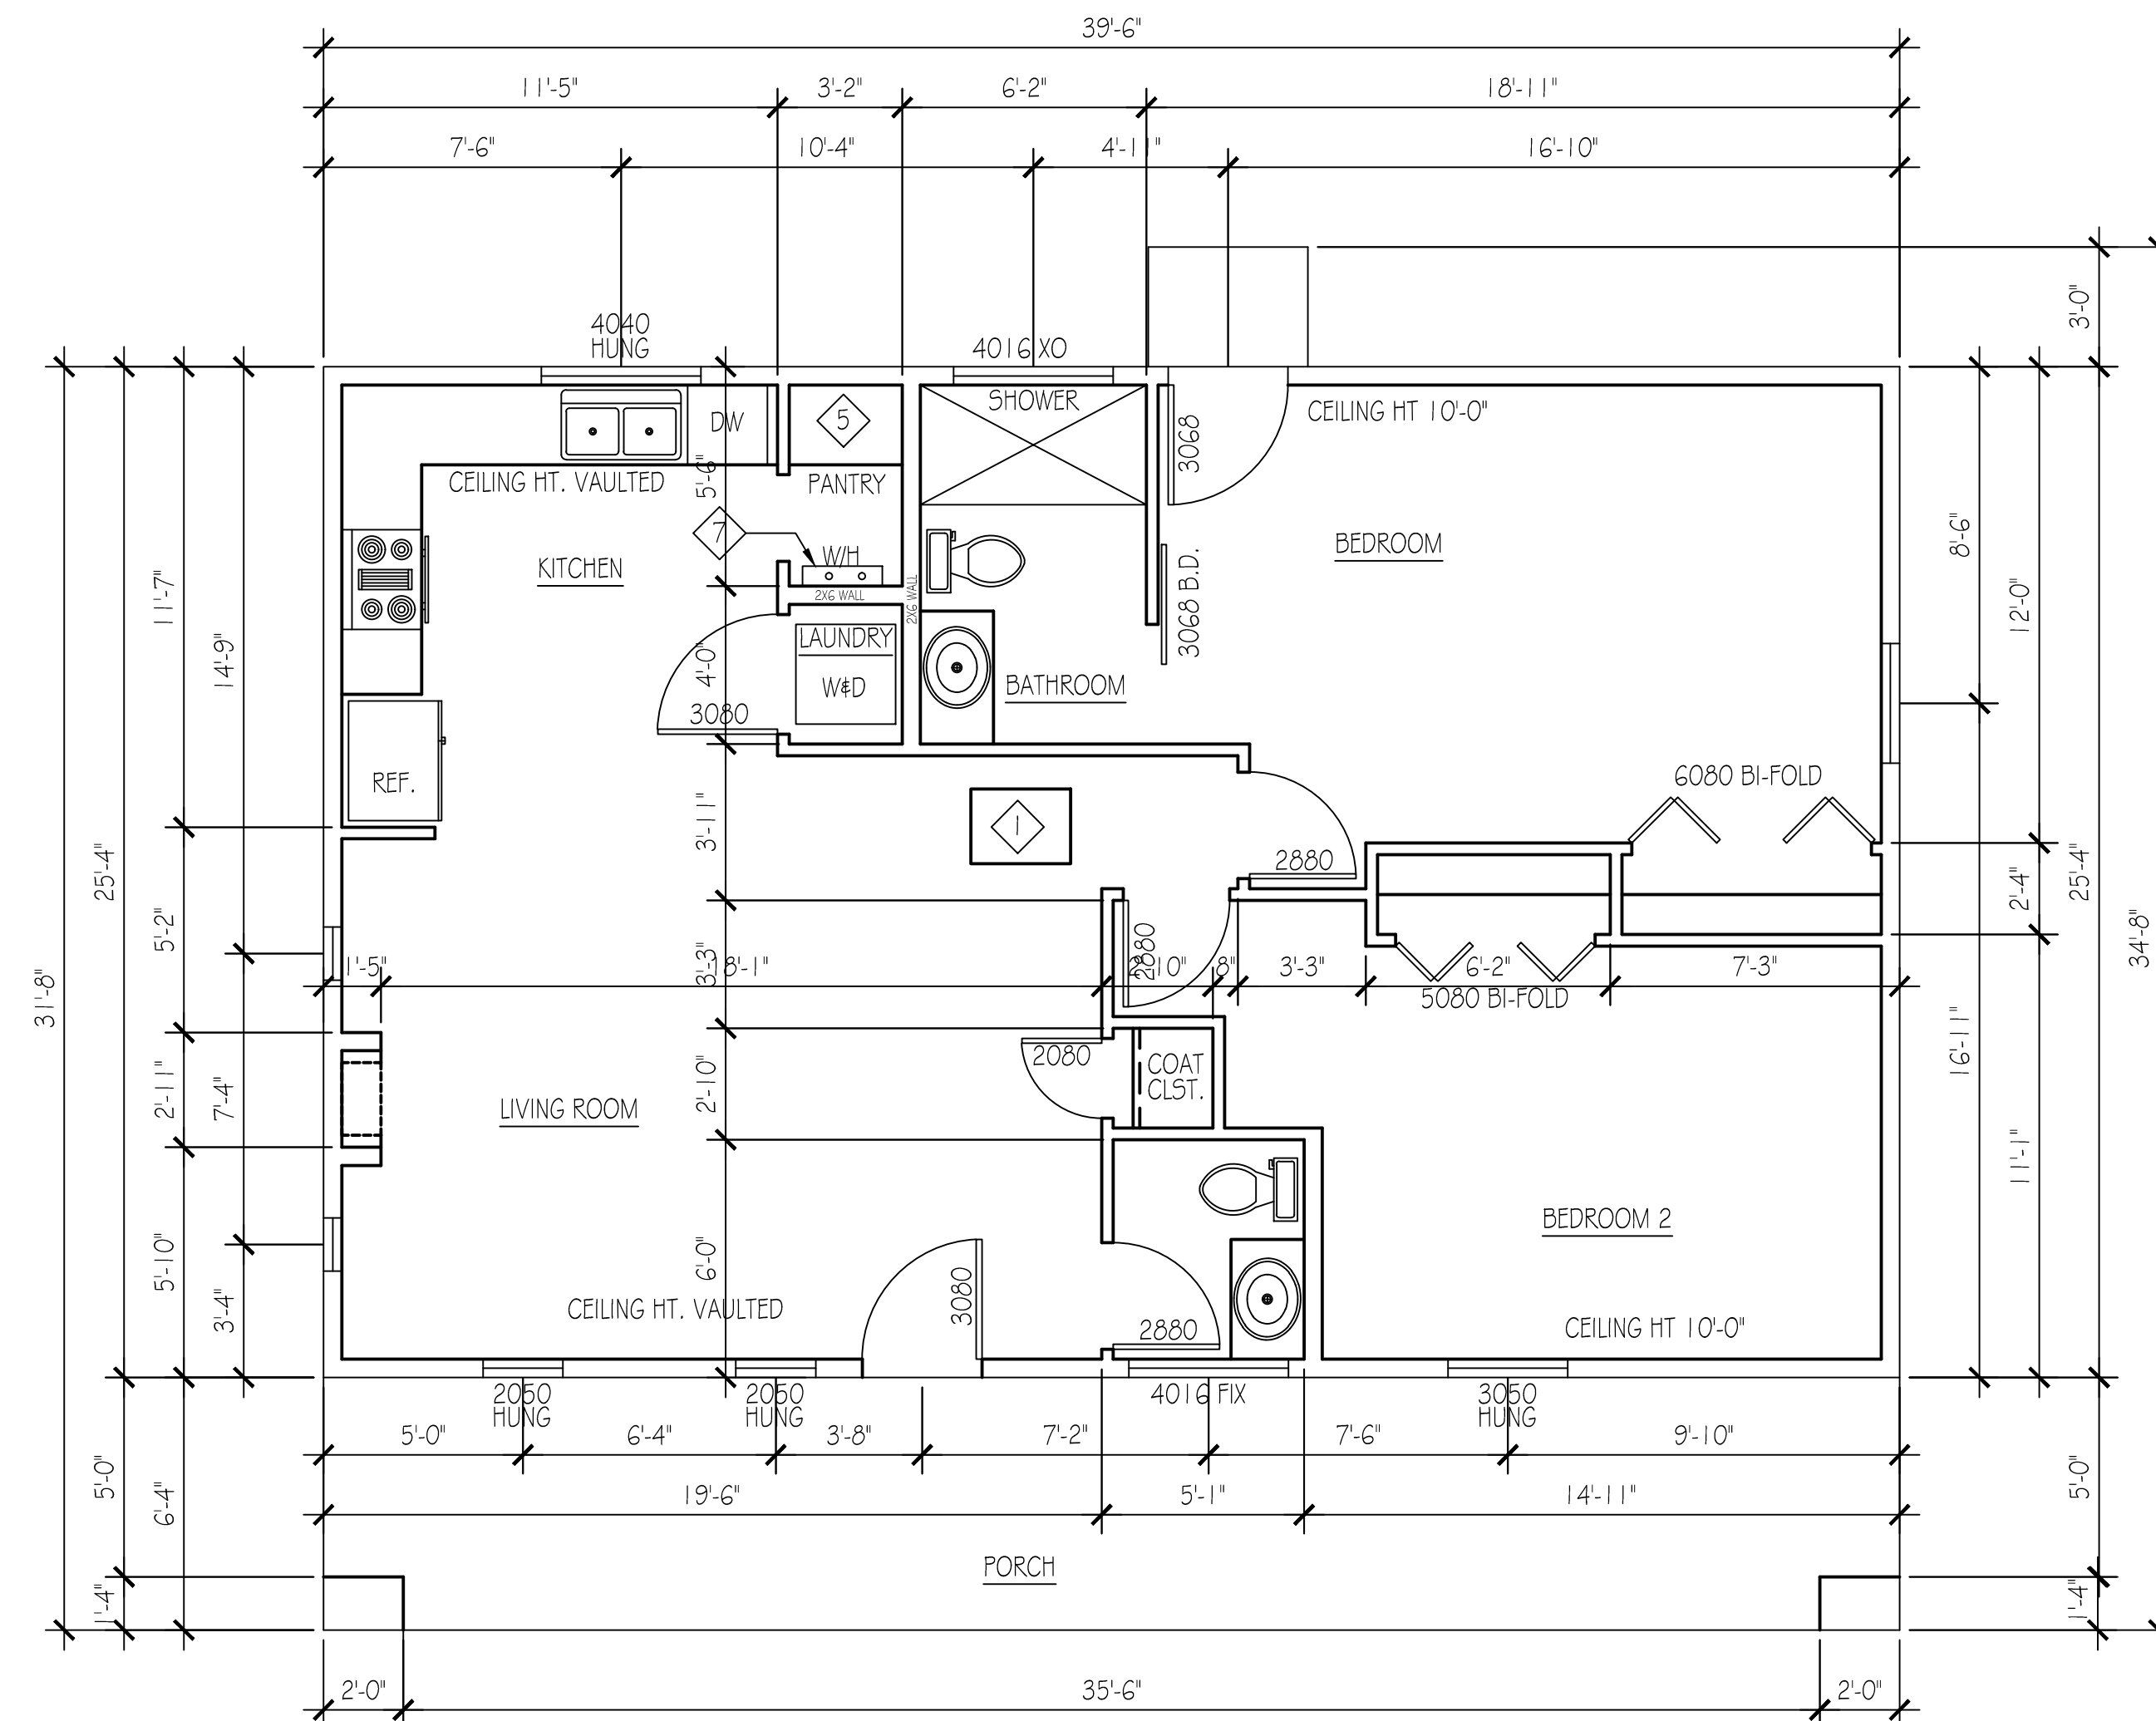 39'-6"
11'-5" 3'-2" 6'-2" 18'-11"
7'-6" 10'-4" 4'-11" 16'-10"
3'-0"
4040
HUNG
4016 XO
SHOWER
CEILING HT 10'-0"
DW
5
3068
5'-6"
CEILING HT. VAULTED
PANTRY
7
W/H
KITCHEN
BEDROOM
8'-6"
2X6 WALL
2X6 WALL
3068 B.D.
11'-7"
12'-0"
14'-9"
4'-0"
LAUNDRY
W&D
BATHROOM
3080
REF.
6080 BI-FOLD
3'-11"
1
2880
25'-4"
2'-4"
25'-4"
5'-2"
34'-8"
31'-8"
1'-5" 18'-1" 2'-10" 8" 3'-3" 6'-2" 7'-3"
3'-3"
2880
5080 BI-FOLD
16'-11"
2080
COAT
CLST.
2'-11"
7'-4"
2'-10"
LIVING ROOM
11'-1"
BEDROOM 2
5'-10"
6'-0"
3'-4"
3080
CEILING HT. VAULTED
2880
CEILING HT 10'-0"
2050
HUNG
2050
HUNG
4016 FIX
3050
HUNG
5'-0" 6'-4" 3'-8" 7'-2" 7'-6" 9'-10"
5'-0"
6'-4"
5'-0"
19'-6" 5'-1" 14'-11"
PORCH
1'-4"
1'-4"
2'-0" 35'-6" 2'-0"